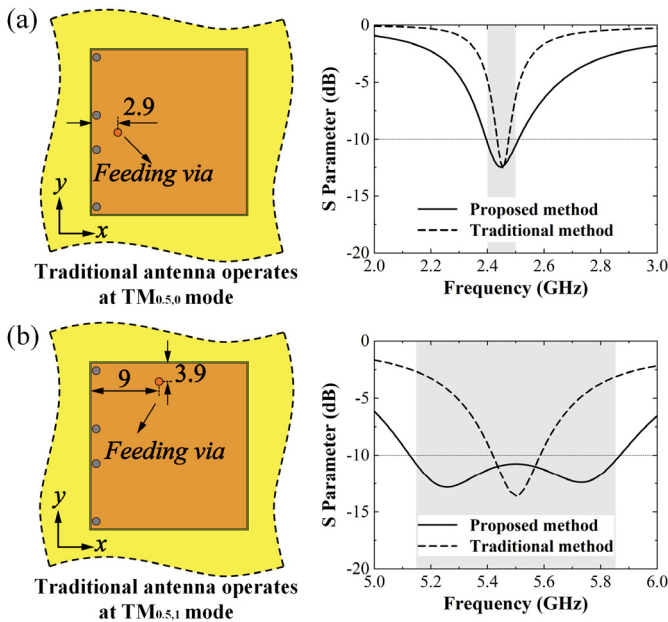 (a)
2.9
Feeding via
y
x
Traditional antenna operates
at TM0.5,0 mode
0
-5
-10
-15
-20
S Parameter (dB)
Proposed method
Traditional method
2.0 2.2 2.4 2.6 2.8 3.0
Frequency (GHz)
(b)
9
3.9
Feeding via
y
x
Traditional antenna operates
at TM0.5,1 mode
0
-5
-10
-15
-20
S Parameter (dB)
Proposed method
Traditional method
5.0 5.2 5.4 5.6 5.8 6.0
Frequency (GHz)